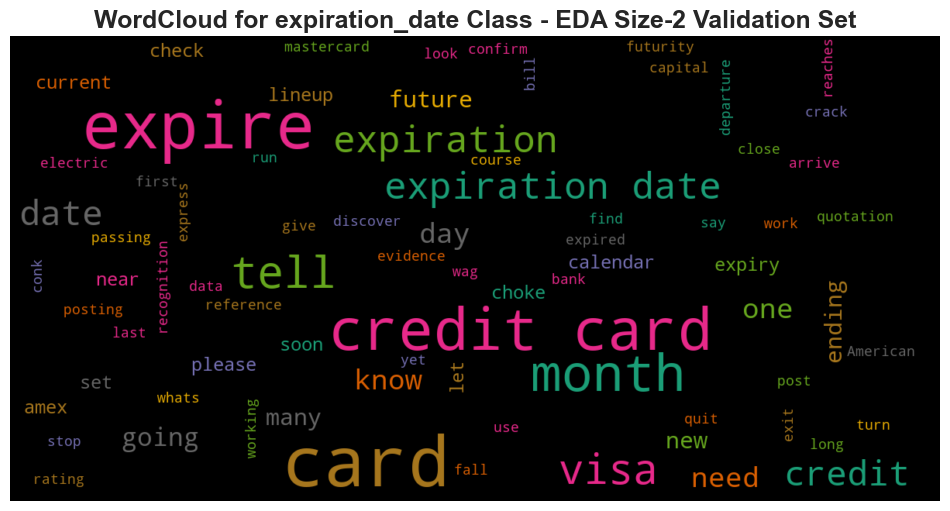 WordCloud for expiration_date Class - EDA Size-2 Validation Set
check
mastercard
look
confirm
futurity
capital
bill
reaches
departure
current
lineup
future
crack
expire
expiration
close
electric
run
course
arrive
first
express
expiration date
date
give
discover
day
find
say
work
quotation
passing
evidence
expired
conk
near
recognition
data
tell
wag
bank
calendar
expiry
choke
posting
reference
one
ending
last
soon
credit card
American
please
yet
know
let
month
set
post
amex
whats
many
stop
going
working
use
quit
exit
turn
new
long
rating
card
fall
visa
need
credit